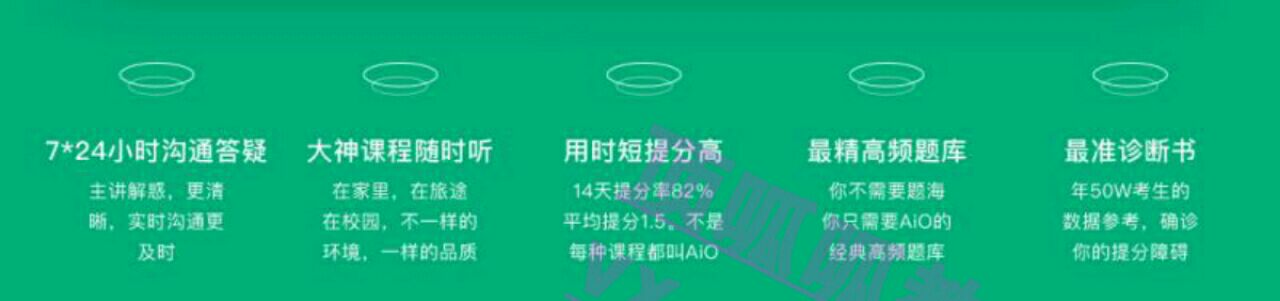 7*24小时沟通答疑
主讲解惑，更清
晰，实时沟通更
及时
大神课程随时听
在家里，在旅途
在校园，不一样的
环境，一样的品质
用时短提分高
14天提分率82%
平均提分1.5。不是
每种课程都叫AiO
最精高频题库
你不需要题海
你只需要AiO的
经典高频题库
最准诊断书
年50W考生的
数据参考，确诊
你的提分障碍